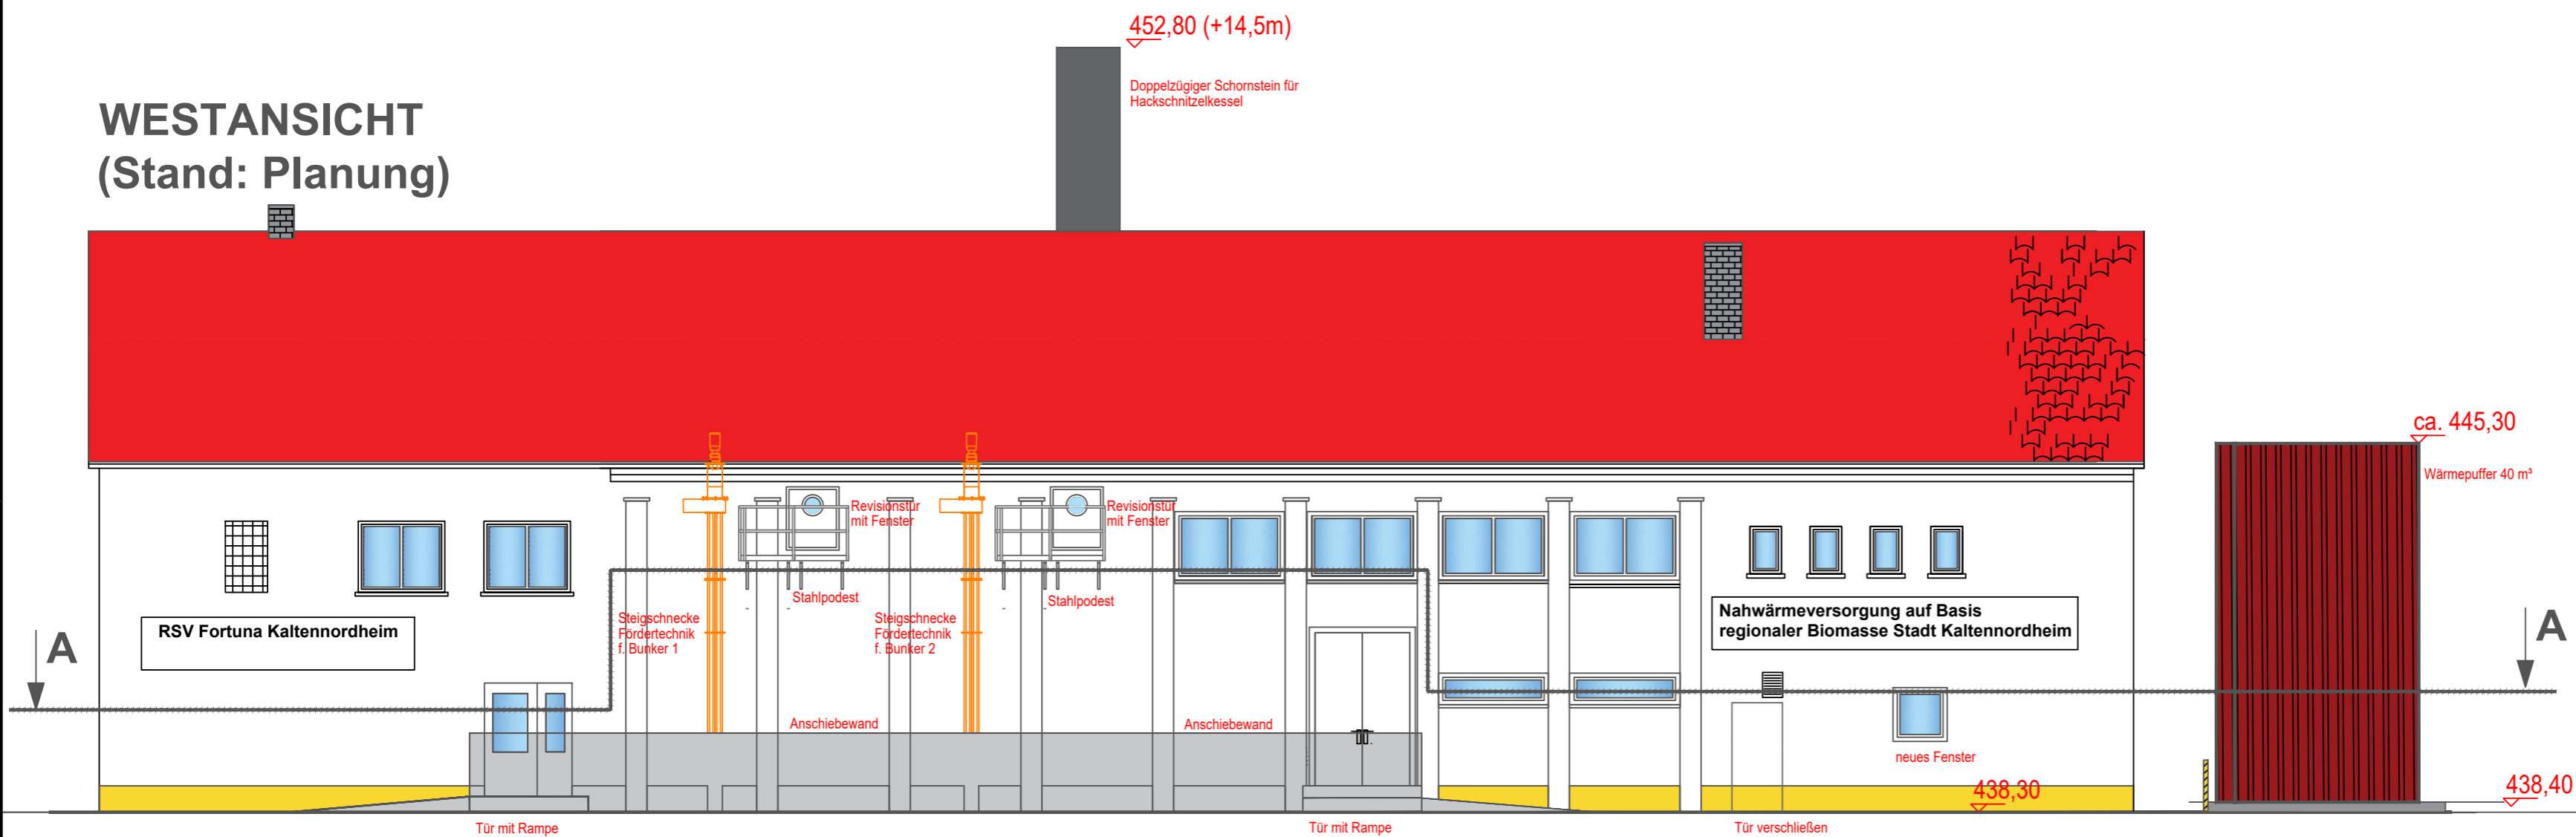 452,80 (+14,5m)
Doppelzügiger Schornstein für
Hackschnitzelkessel
WESTANSICHT
(Stand: Planung)
ca. 445,30
Wärmepuffer 40 m³
Revisionstür
mit Fenster
Revisionstür
mit Fenster
Stahlpodest
Stahlpodest
Steigschnecke
Fördertechnik
f. Bunker 1
Steigschnecke
Fördertechnik
f. Bunker 2
RSV Fortuna Kaltennordheim
Nahwärmeversorgung auf Basis
regionaler Biomasse Stadt Kaltennordheim
A
A
Anschiebewand
Anschiebewand
neues Fenster
438,30
438,40
Tür mit Rampe
Tür mit Rampe
Tür verschließen